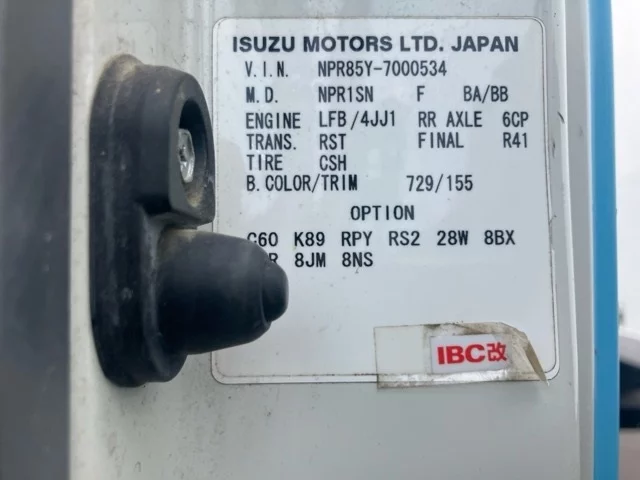 ISUZU MOTORS LTD. JAPAN
V.I.N. NPR85Y-7000534
M.D. NPR1SN F BA/BB
ENGINE LFB/4JJ1 RR AXLE 6CP
TRANS. RST FINAL R41
TIRE CSH
B.COLOR/TRIM 729/155
OPTION
K89 RPY RS2 28W 8BX
8JM 8NS
IBC改